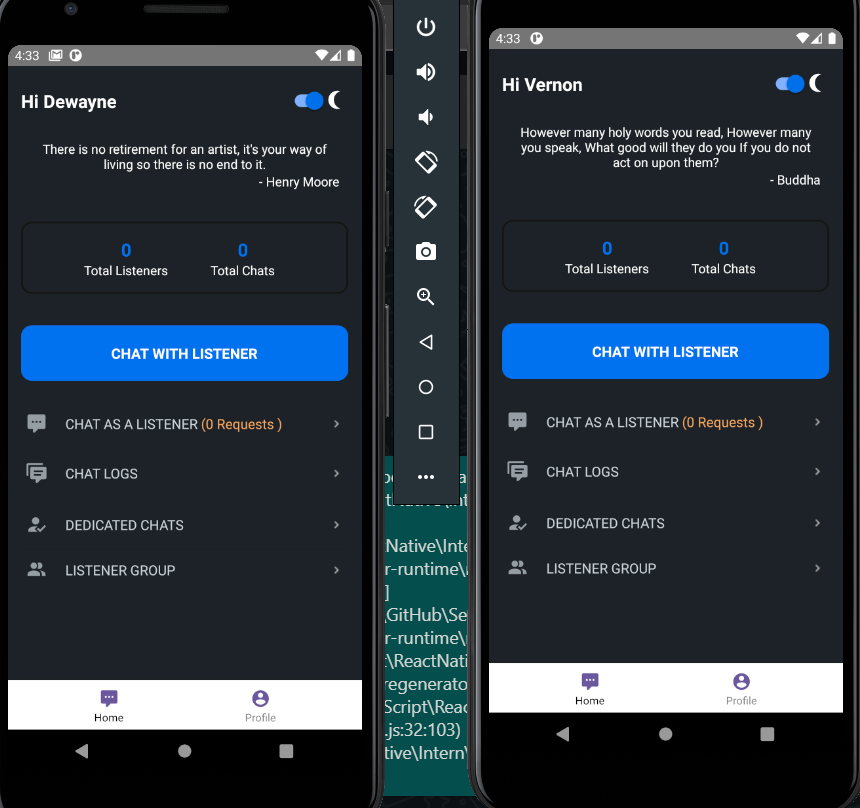 4:33
Hi Dewayne
There is no retirement for an artist, it's your way of
living so there is no end to it.
- Henry Moore
0
0
Total Listeners
Total Chats
CHAT WITH LISTENER
CHAT AS A LISTENER (0 Requests )
CHAT LOGS
DEDICATED CHATS
LISTENER GROUP
Home
Profile
Native\Inte
r-runtime\
]
\GitHub\Se
r-runtime\
t\ReactNati
regenerato
Script\Reac
.js:32:103)
tive\Intern\
4:33
Hi Vernon
However many holy words you read, However many
you speak, What good will they do you If you do not
act on upon them?
- Buddha
0
0
Total Listeners
Total Chats
CHAT WITH LISTENER
CHAT AS A LISTENER (0 Requests )
CHAT LOGS
DEDICATED CHATS
LISTENER GROUP
Home
Profile